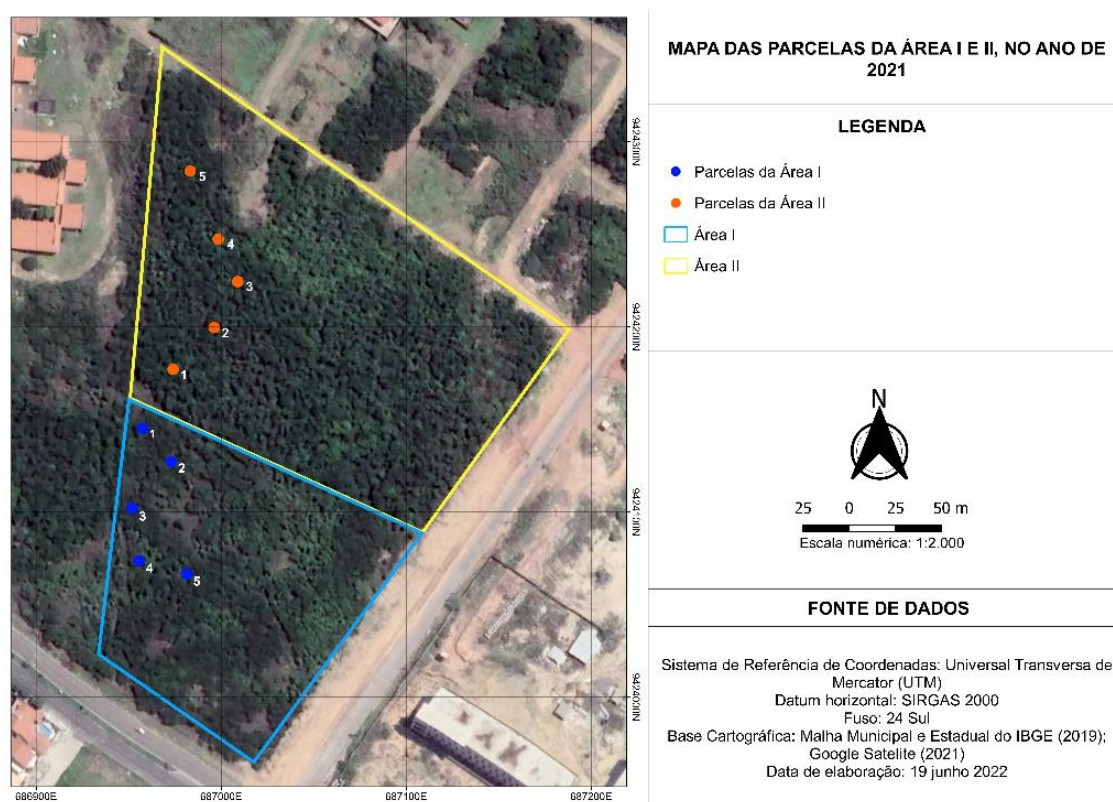 MAPA DAS PARCELAS DA ÁREA I E II, NO ANO DE
2021
LEGENDA
Parcelas da Área I
Parcelas da Área II
Área I
Área II
N
25 0 25 50 m
Escala numérica: 1:2.000
FONTE DE DADOS
Sistema de Referência de Coordenadas: Universal Transversa de
Mercator (UTM)
Datum horizontal: SIRGAS 2000
Fuso: 24 Sul
Base Cartográfica: Malha Municipal e Estadual do IBGE (2019);
Google Satelite (2021)
Data de elaboração: 19 junho 2022
5
4
3
2
1
1
2
3
4
5
9424300N
9424200N
9424100N
9424000N
686900E 687000E 687100E 687200E